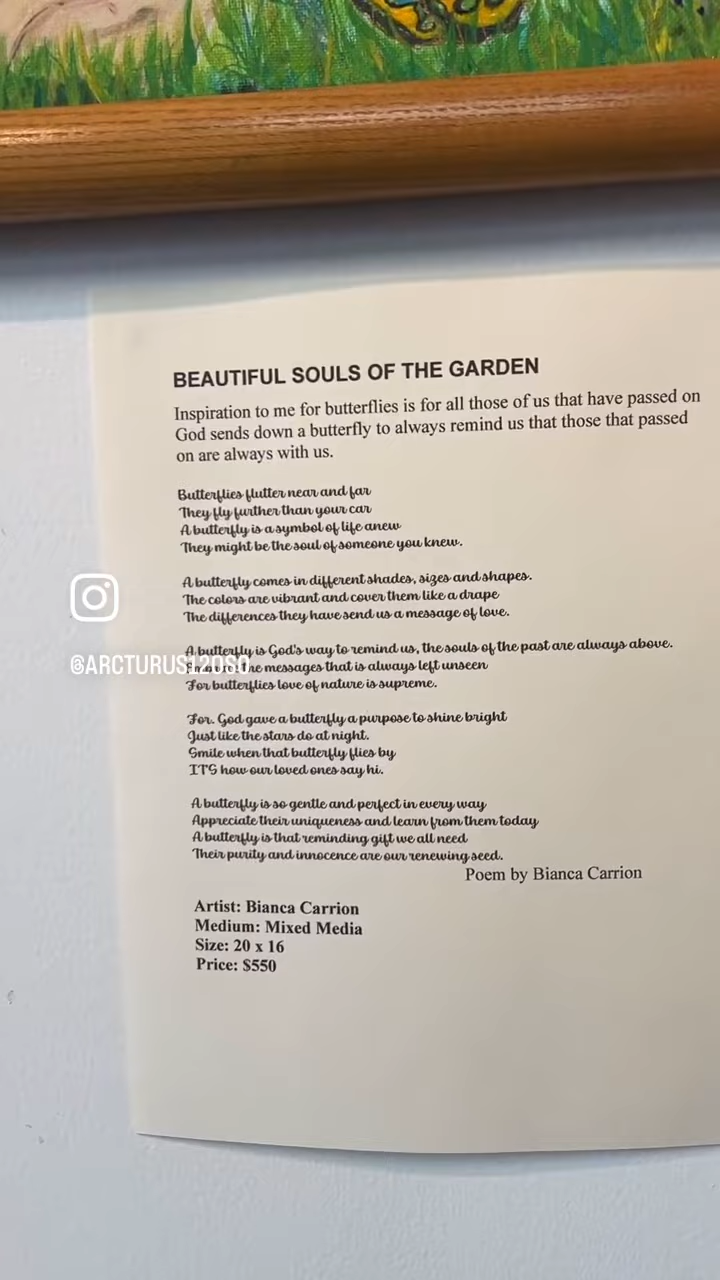 BEAUTIFUL SOULS OF THE GARDEN
Inspiration to me for butterflies is for all those of us that have passed on
God sends down a butterfly to always remind us that those that passed
on are always with us.
Butterflies flutter near and far
They fly further than your car
A butterfly is a symbol of life anew
They might be the soul of someone you knew.
A butterfly comes in different shades, sizes and shapes.
The colors are vibrant and cover them like a drape
The differences they have send us a message of love.
A butterfly is God's way to remind us, the souls of the past are always above.
@ARCTURUS12OSO
the messages that is always left unseen
For butterflies love of nature is supreme.
For. God gave a butterfly a purpose to shine bright
Just like the stars do at night.
Smile when that butterfly flies by
IT'S how our loved ones say hi.
A butterfly is so gentle and perfect in every way
Appreciate their uniqueness and learn from them today
A butterfly is that reminding gift we all need
Their purity and innocence are our renewing seed.
Poem by Bianca Carrion
Artist: Bianca Carrion
Medium: Mixed Media
Size: 20 x 16
Price: $550